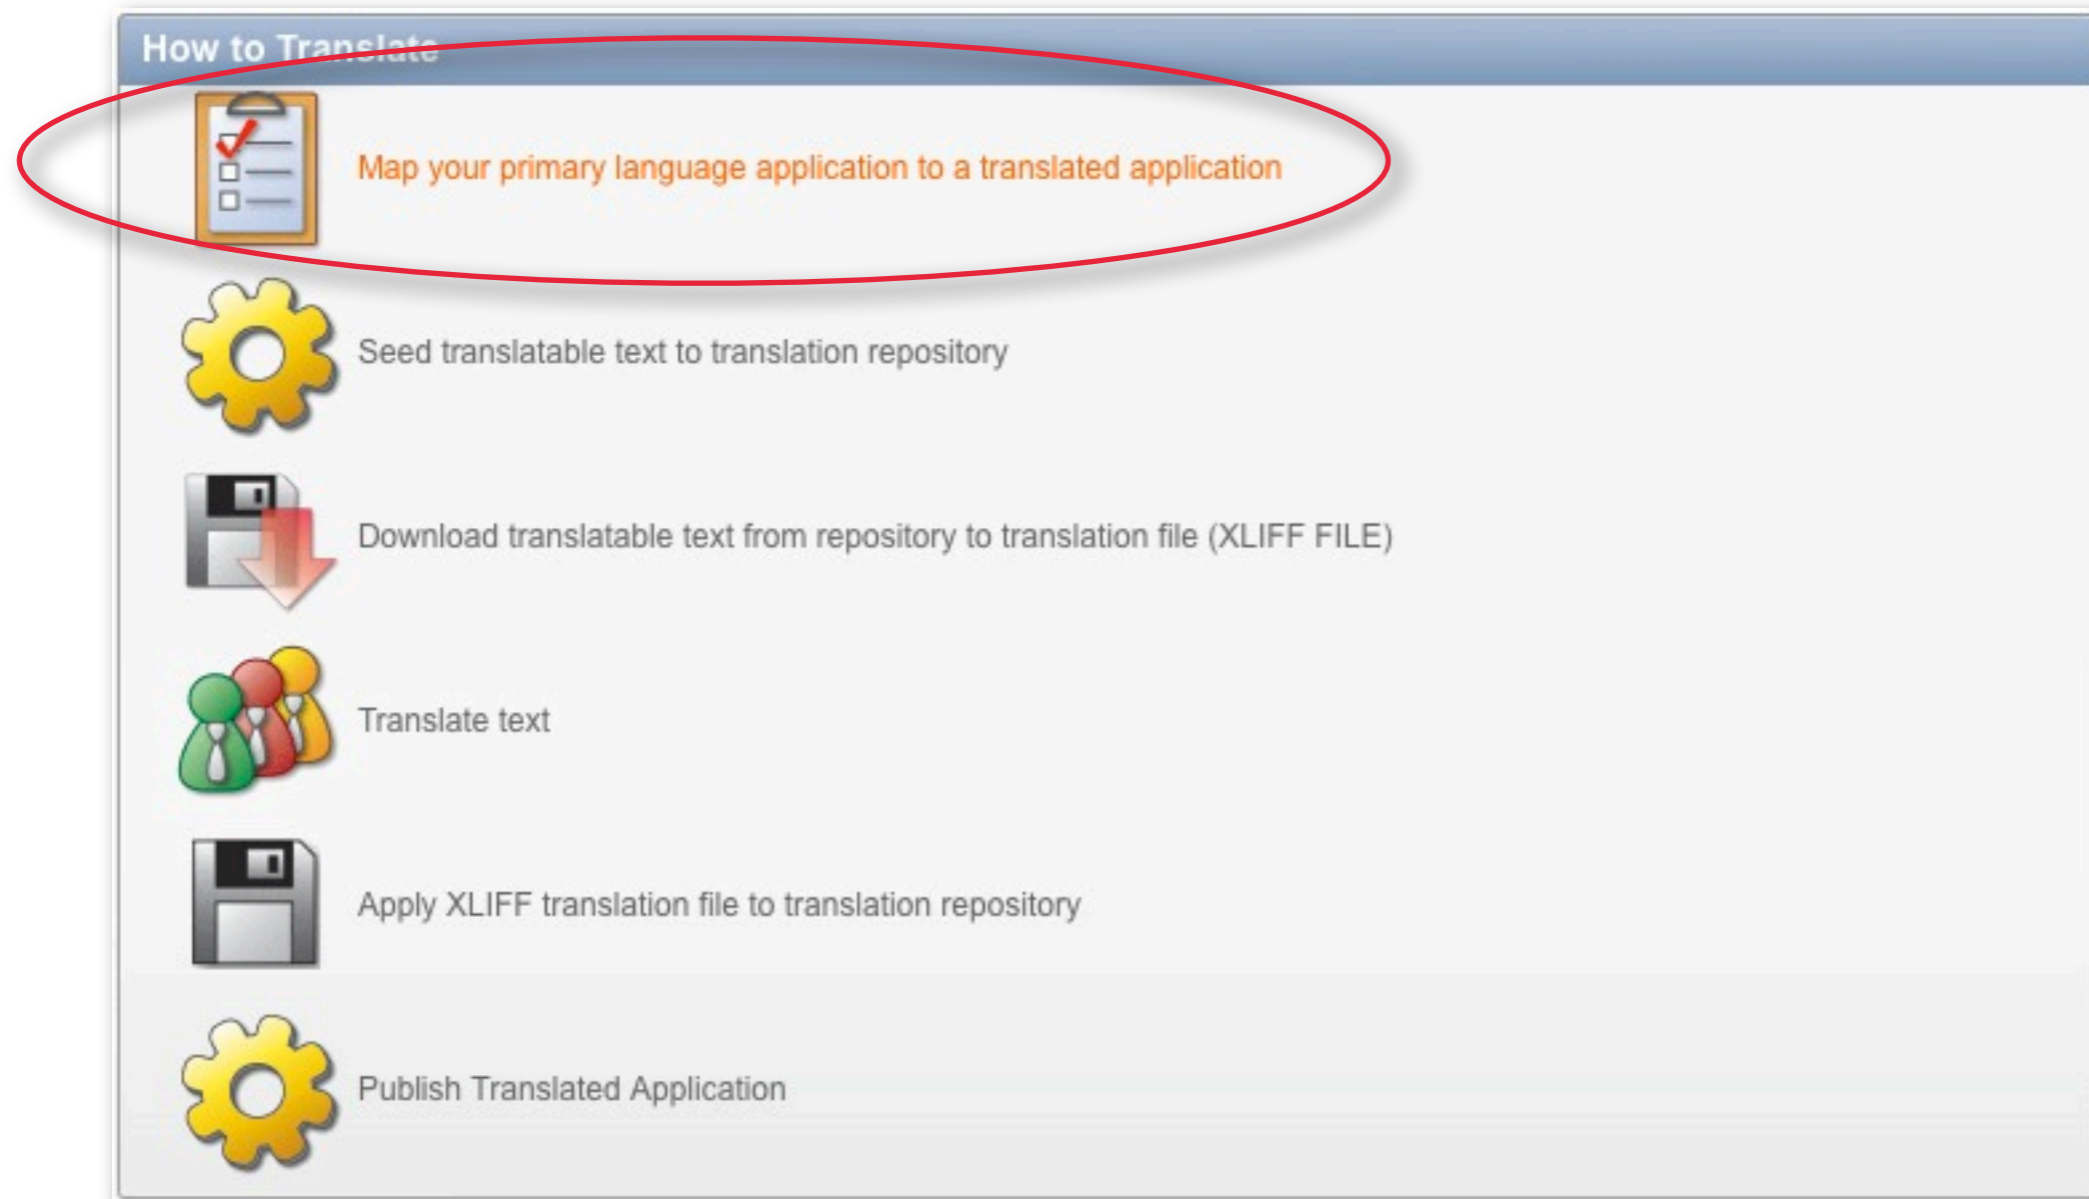 How to Translate
Map your primary language application to a translated application
Seed translatable text to translation repository
Download translatable text from repository to translation file (XLIFF FILE)
Translate text
Apply XLIFF translation file to translation repository
Publish Translated Application